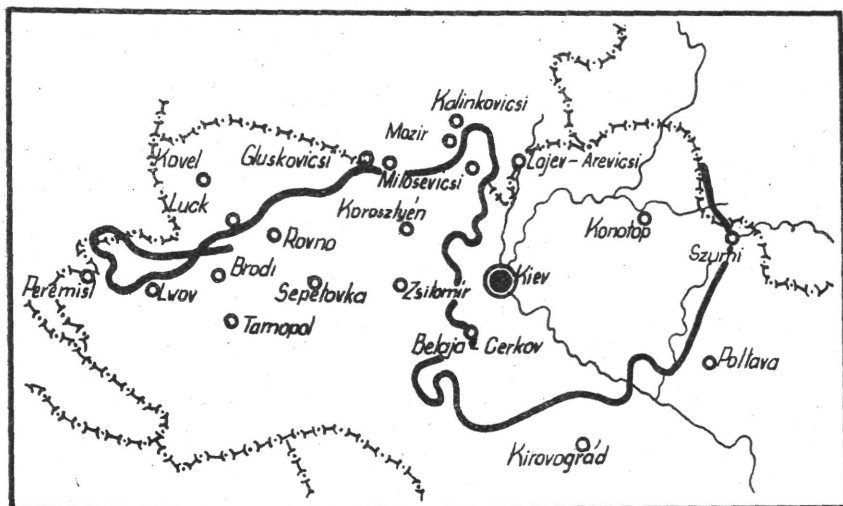 Kalinkovicsi
Mozir
Gluskovicsi
Milosevicsi
Lojev-Arevicsi
Kovel
Luck
Korosztyén
Konotop
Rovno
Szumi
Peremisl
Lwov
Brodi
Sepetovka
Zsitomir
Kiev
Tarnopol
Belaja-Cerkov
Poltava
Kirovográd